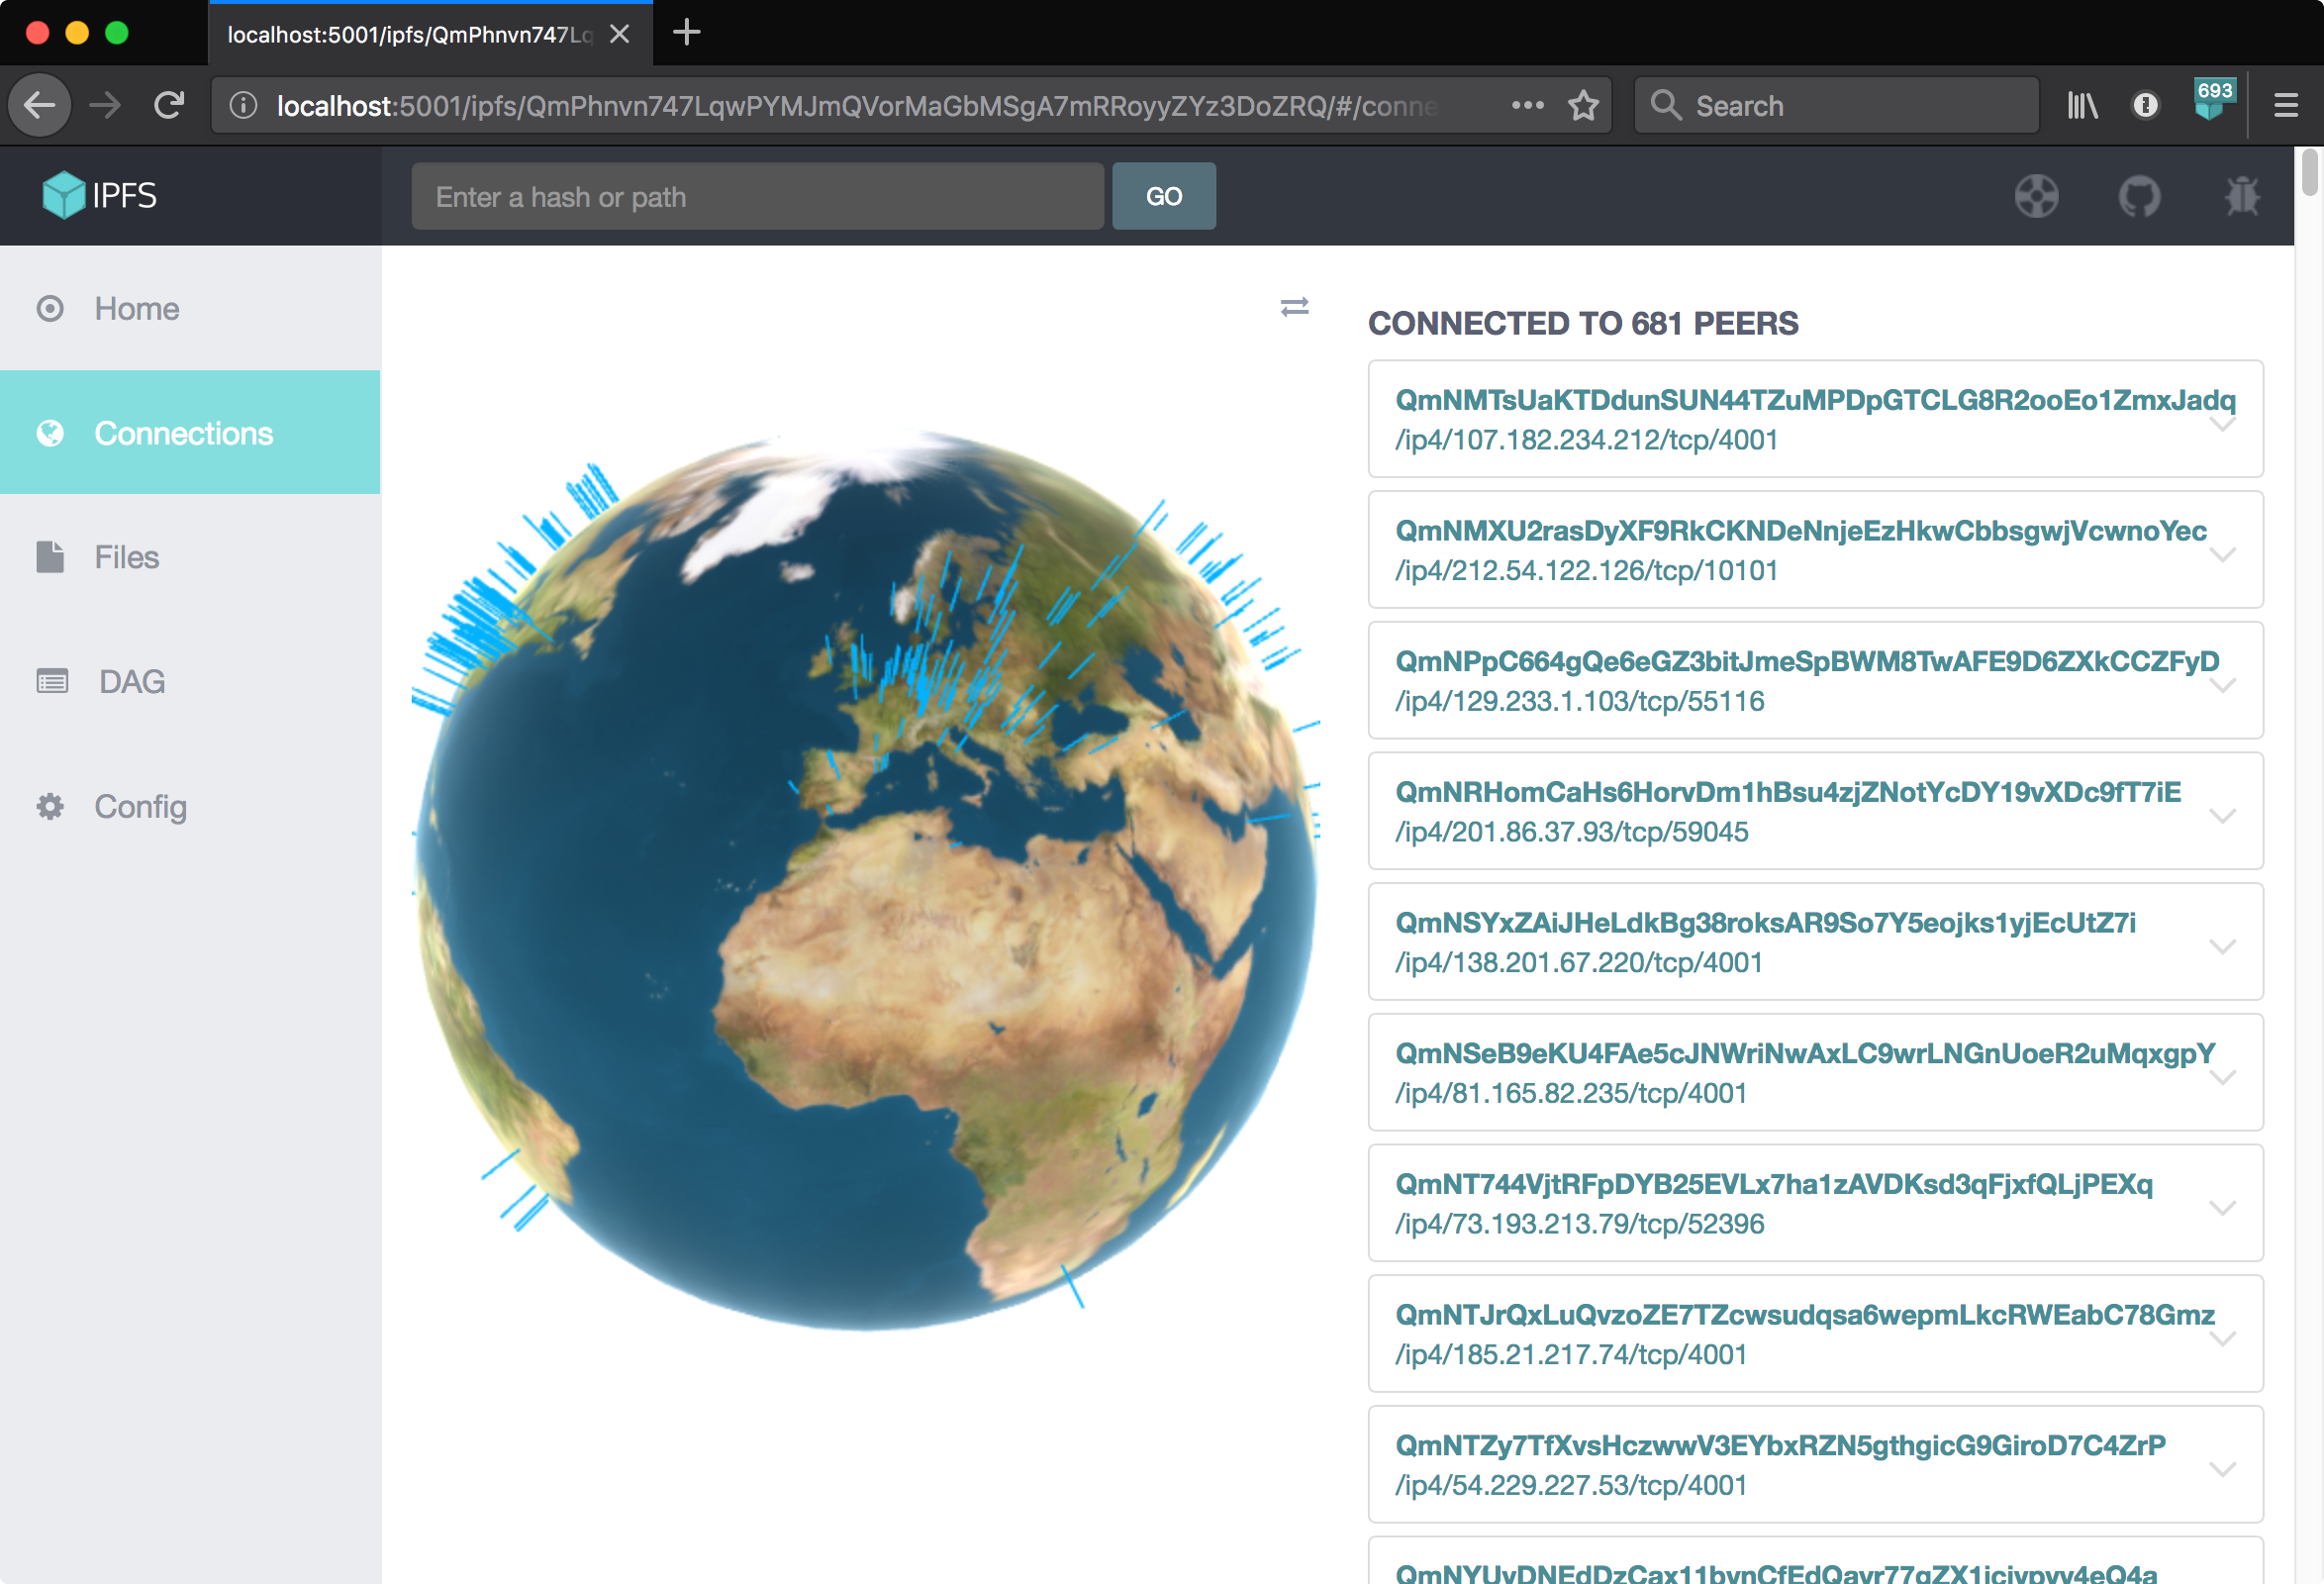 localhost:5001/ipfs/QmPhnvn747Lq
localhost:5001/ipfs/QmPhnvn747LqwPYMJmQVorMaGbMSgA7mRRoyyZYz3DoZRQ/#/conne
Search
693
IPFS
Enter a hash or path
GO
Home
Connections
Files
DAG
Config
CONNECTED TO 681 PEERS
QmNMTsUaKTDdunSUN44TZuMPDpGTCLG8R2ooEo1ZmxJadq
/ip4/107.182.234.212/tcp/4001
QmNMXU2rasDyXF9RkCKNDeNnjeEzHkwCbbsgwjVcwnoYec
/ip4/212.54.122.126/tcp/10101
QmNPpC664gQe6eGZ3bitJmeSpBWM8TwAFE9D6ZXkCCZFyD
/ip4/129.233.1.103/tcp/55116
QmNRHomCaHs6HorvDm1hBsu4zjZNotYcDY19vXDc9fT7iE
/ip4/201.86.37.93/tcp/59045
QmNSYxZAiJHeLdkBg38roksAR9So7Y5eojks1yjEcUtZ7i
/ip4/138.201.67.220/tcp/4001
QmNSeB9eKU4FAe5cJNWriNwAxLC9wrLNGnUoeR2uMqxgpY
/ip4/81.165.82.235/tcp/4001
QmNT744VjtRFpDYB25EVLx7ha1zAVDKsd3qFjxfQLjPEXq
/ip4/73.193.213.79/tcp/52396
QmNTJrQxLuQvzoZE7TZcwsudqsa6wepmLkcRWEabC78Gmz
/ip4/185.21.217.74/tcp/4001
QmNTZy7TfXvsHczwwV3EYbxRZN5gthgicG9GiroD7C4ZrP
/ip4/54.229.227.53/tcp/4001